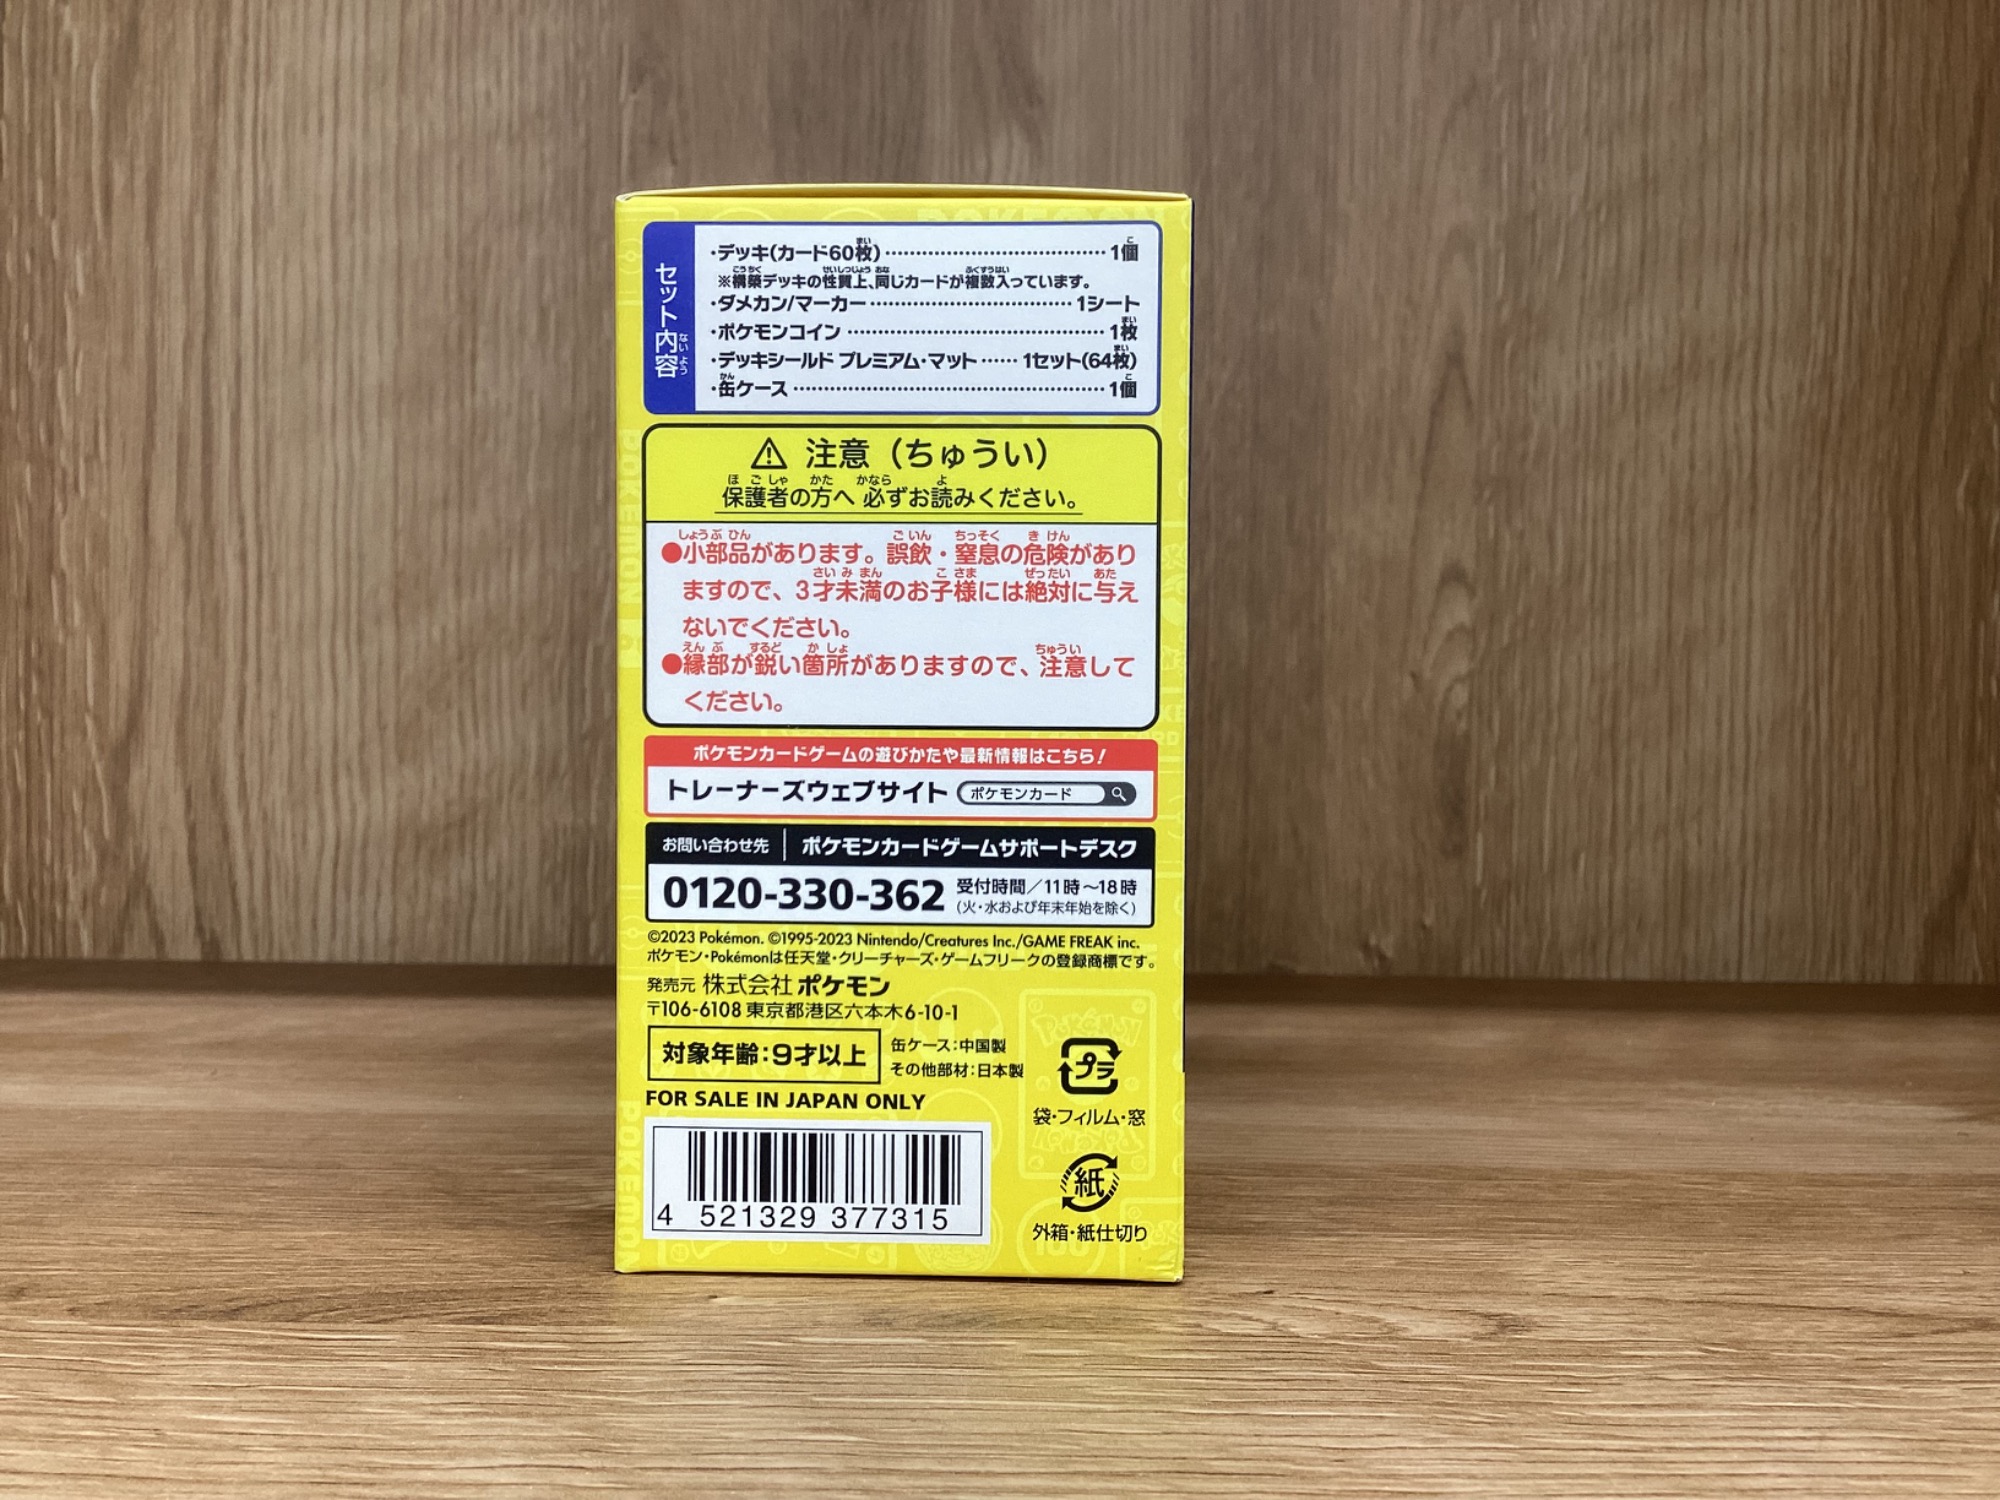 セット内容
・デッキ(カード60枚)……1個
※構築デッキの性質上、同じカードが複数入っています。
・ダメカン/マーカー……1シート
・ポケモンコイン……1枚
・デッキシールド プレミアム・マット……1セット(64枚)
・缶ケース……1個
⚠ 注意（ちゅうい）
保護者の方へ 必ずお読みください。
●小部品があります。誤飲・窒息の危険があり
ますので、3才未満のお子様には絶対に与え
ないでください。
●縁部が鋭い箇所がありますので、注意して
ください。
ポケモンカードゲームの遊びかたや最新情報はこちら!
トレーナーズウェブサイト ポケモンカード
お問い合わせ先 ポケモンカードゲームサポートデスク
0120-330-362 受付時間／11時～18時
(火・水および年末年始を除く)
©2023 Pokémon. ©1995-2023 Nintendo/Creatures Inc./GAME FREAK inc.
ポケモン・Pokémonは任天堂・クリーチャーズ・ゲームフリークの登録商標です。
発売元 株式会社ポケモン
〒106-6108 東京都港区六本木6-10-1
対象年齢:9才以上
缶ケース:中国製
その他部材:日本製
プラ
袋・フィルム・窓
FOR SALE IN JAPAN ONLY
4 521329 377315
紙
外箱・紙仕切り